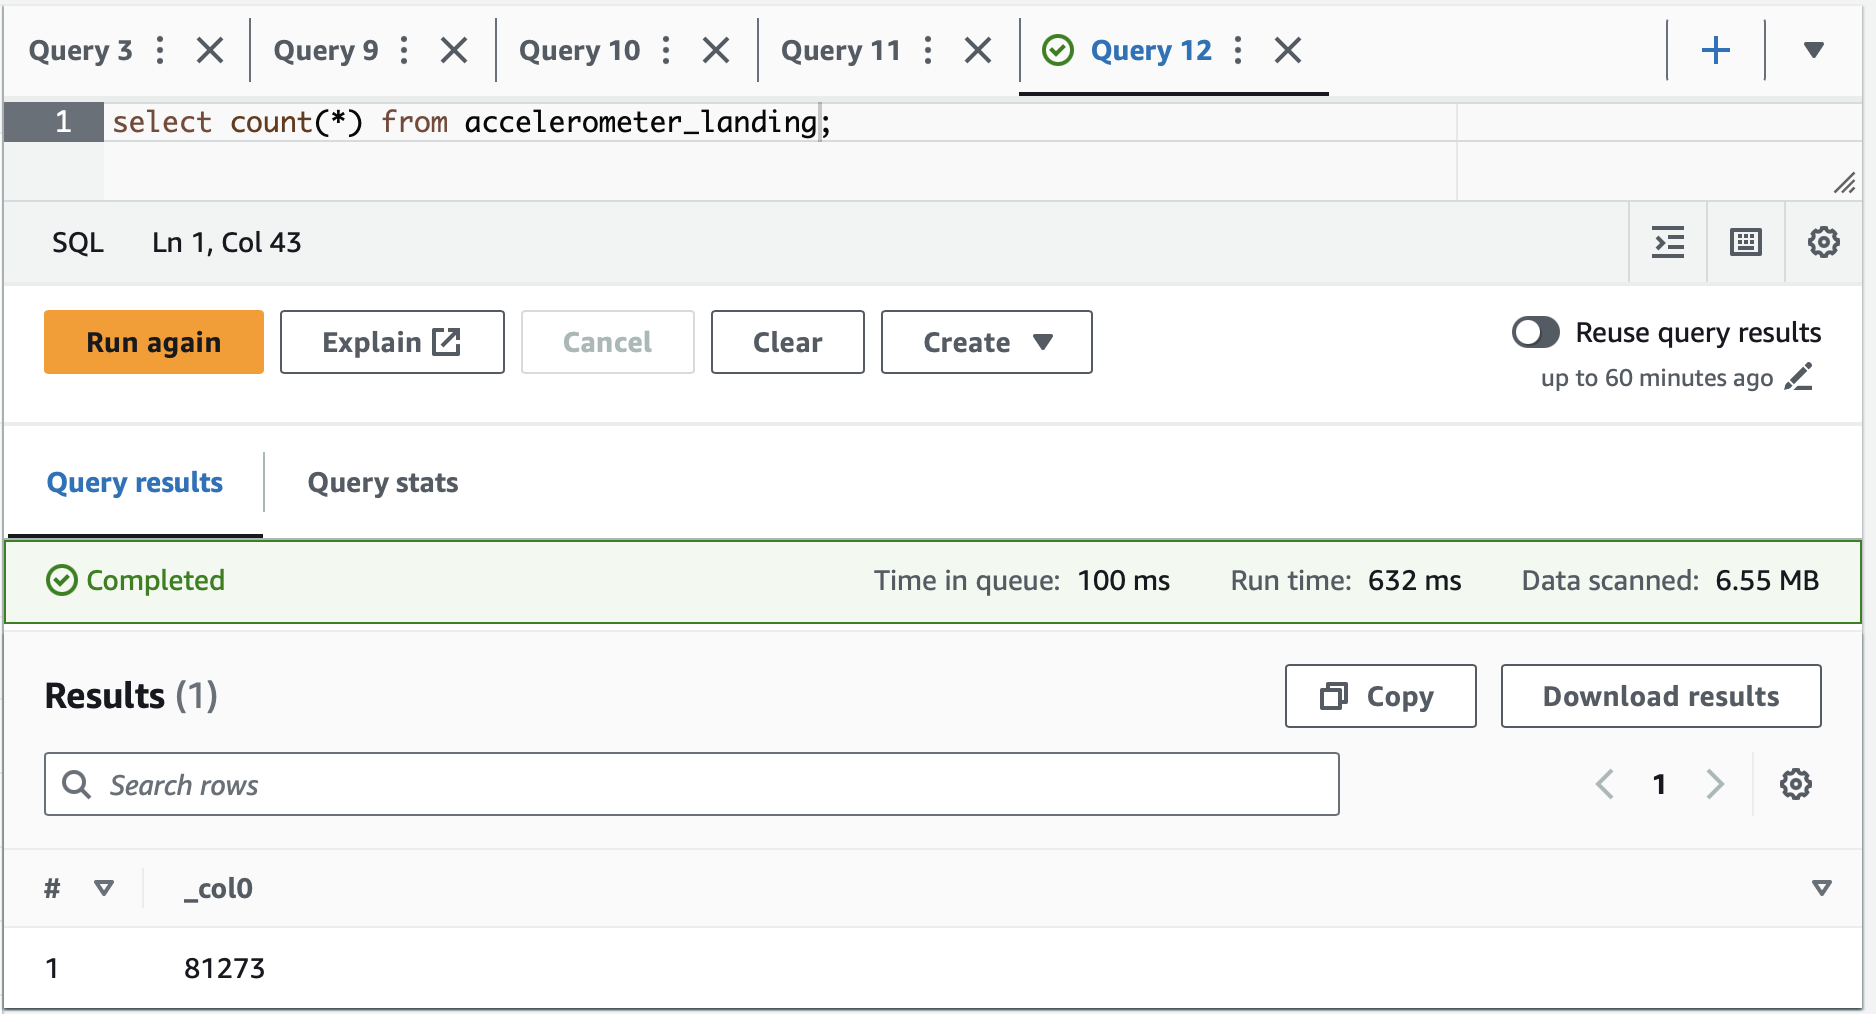 Query 3 Query 9 Query 10 Query 11 Query 12
1 select count(*) from accelerometer_landing;
SQL Ln 1, Col 43
Run again Explain Cancel Clear Create Reuse query results
up to 60 minutes ago
Query results Query stats
Completed Time in queue: 100 ms Run time: 632 ms Data scanned: 6.55 MB
Results (1) Copy Download results
Search rows 1
# _col0
1 81273